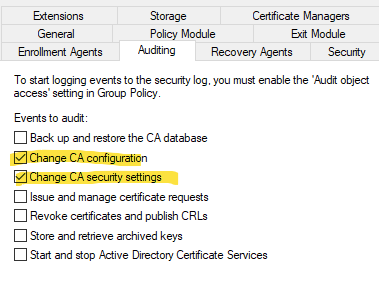 Extensions Storage Certificate Managers
General Policy Module Exit Module
Enrollment Agents Auditing Recovery Agents Security
To start logging events to the security log, you must enable the 'Audit object
access' setting in Group Policy.
Events to audit:
Back up and restore the CA database
Change CA configuration
Change CA security settings
Issue and manage certificate requests
Revoke certificates and publish CRLs
Store and retrieve archived keys
Start and stop Active Directory Certificate Services